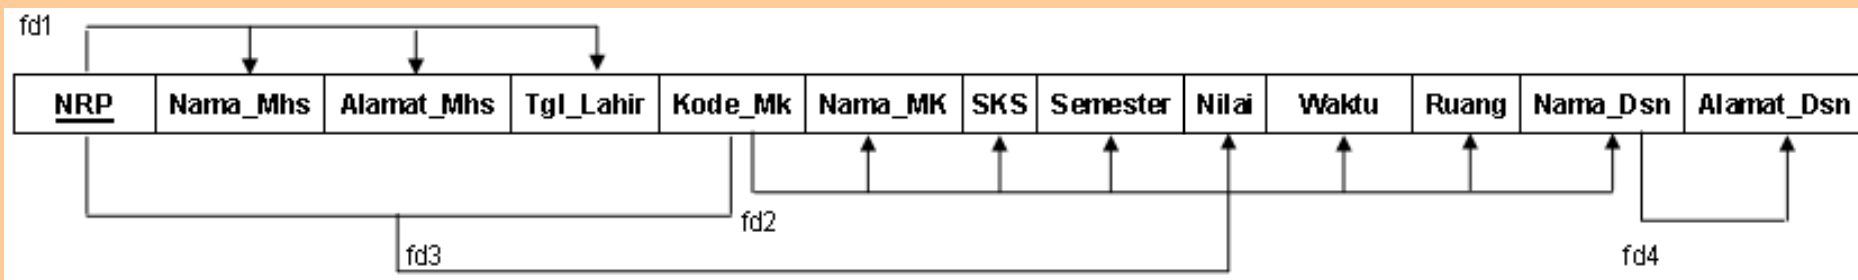 fd1
NRP Nama_Mhs Alamat_Mhs Tgl_Lahir Kode_Mk Nama_MK SKS Semester Nilai Waktu Ruang Nama_Dsn Alamat_Dsn
fd2
fd3 fd4